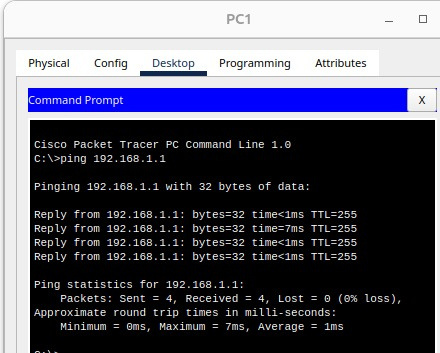 PC1
Physical Config Desktop Programming Attributes
Command Prompt X
Cisco Packet Tracer PC Command Line 1.0
C:\>ping 192.168.1.1
Pinging 192.168.1.1 with 32 bytes of data:
Reply from 192.168.1.1: bytes=32 time<1ms TTL=255
Reply from 192.168.1.1: bytes=32 time=7ms TTL=255
Reply from 192.168.1.1: bytes=32 time<1ms TTL=255
Reply from 192.168.1.1: bytes=32 time<1ms TTL=255
Ping statistics for 192.168.1.1:
Packets: Sent = 4, Received = 4, Lost = 0 (0% loss),
Approximate round trip times in milli-seconds:
Minimum = 0ms, Maximum = 7ms, Average = 1ms
C:\>